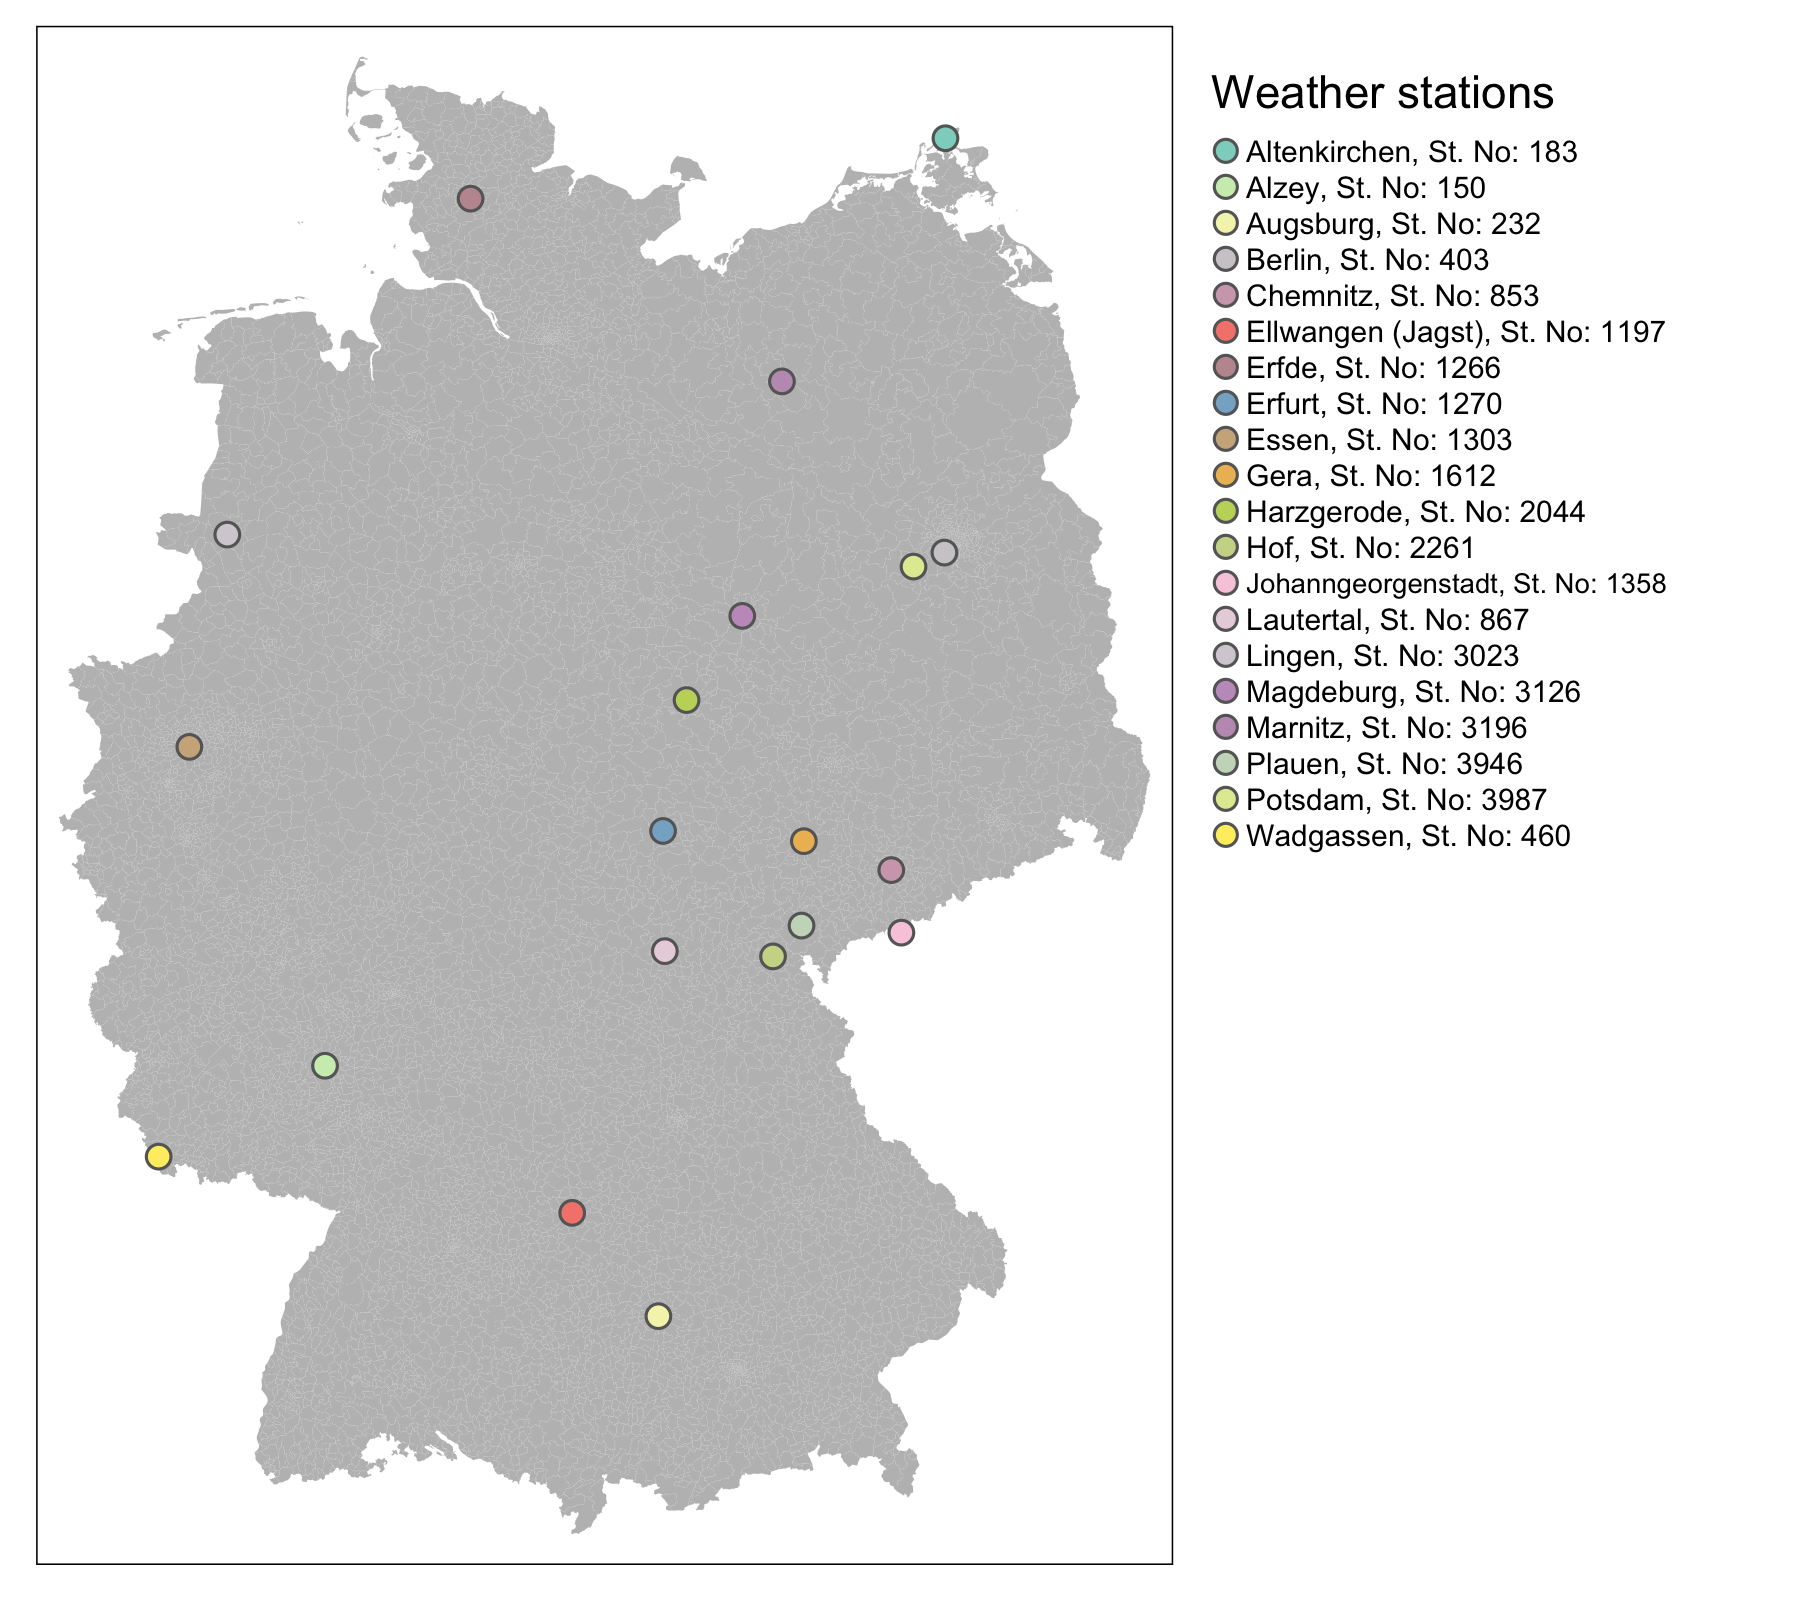 Weather stations
Altenkirchen, St. No: 183
Alzey, St. No: 150
Augsburg, St. No: 232
Berlin, St. No: 403
Chemnitz, St. No: 853
Ellwangen (Jagst), St. No: 1197
Erfde, St. No: 1266
Erfurt, St. No: 1270
Essen, St. No: 1303
Gera, St. No: 1612
Harzgerode, St. No: 2044
Hof, St. No: 2261
Johanngeorgenstadt, St. No: 1358
Lautertal, St. No: 867
Lingen, St. No: 3023
Magdeburg, St. No: 3126
Marnitz, St. No: 3196
Plauen, St. No: 3946
Potsdam, St. No: 3987
Wadgassen, St. No: 460